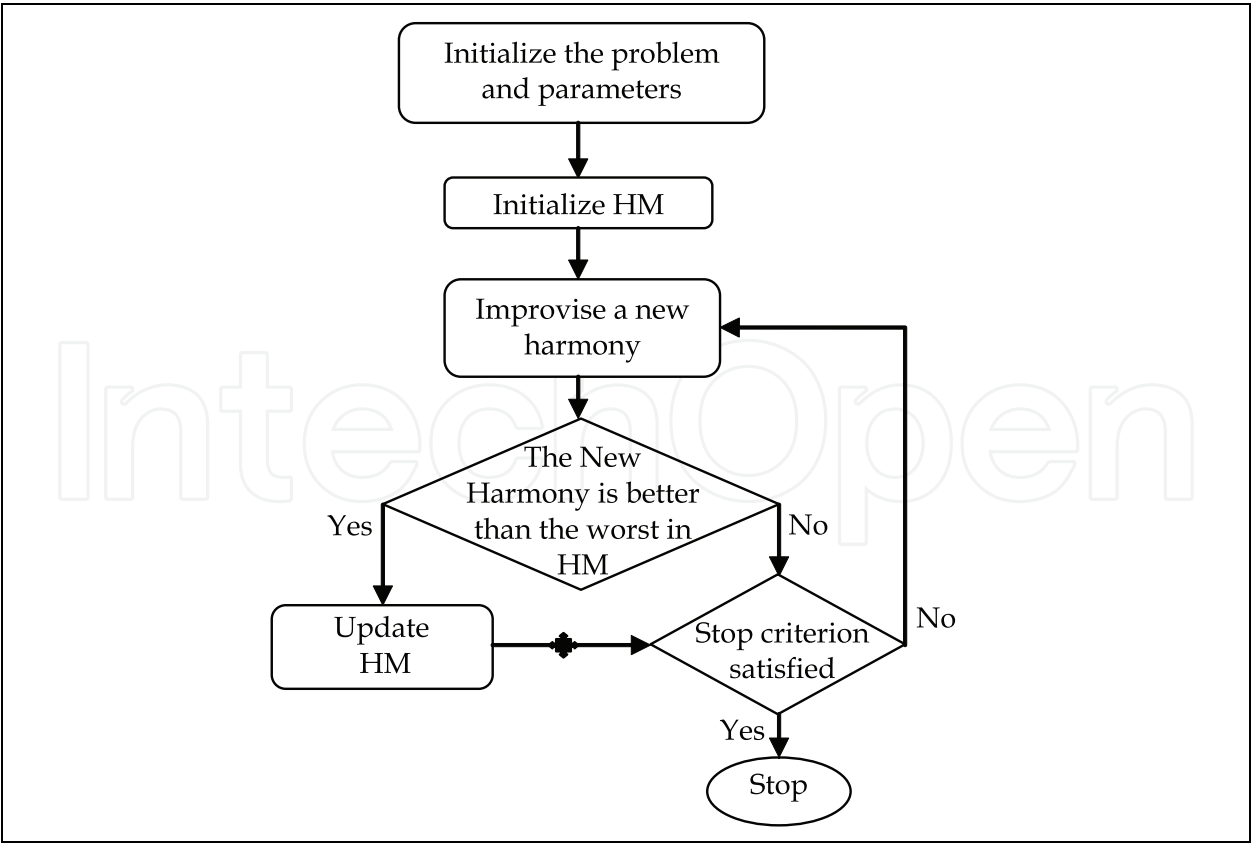 Initialize the problem
and parameters
Initialize HM
Improvise a new
harmony
The New
Harmony is better
than the worst in
HM
Yes
No
Update
HM
Stop criterion
satisfied
No
Yes
Stop
IntechOpen